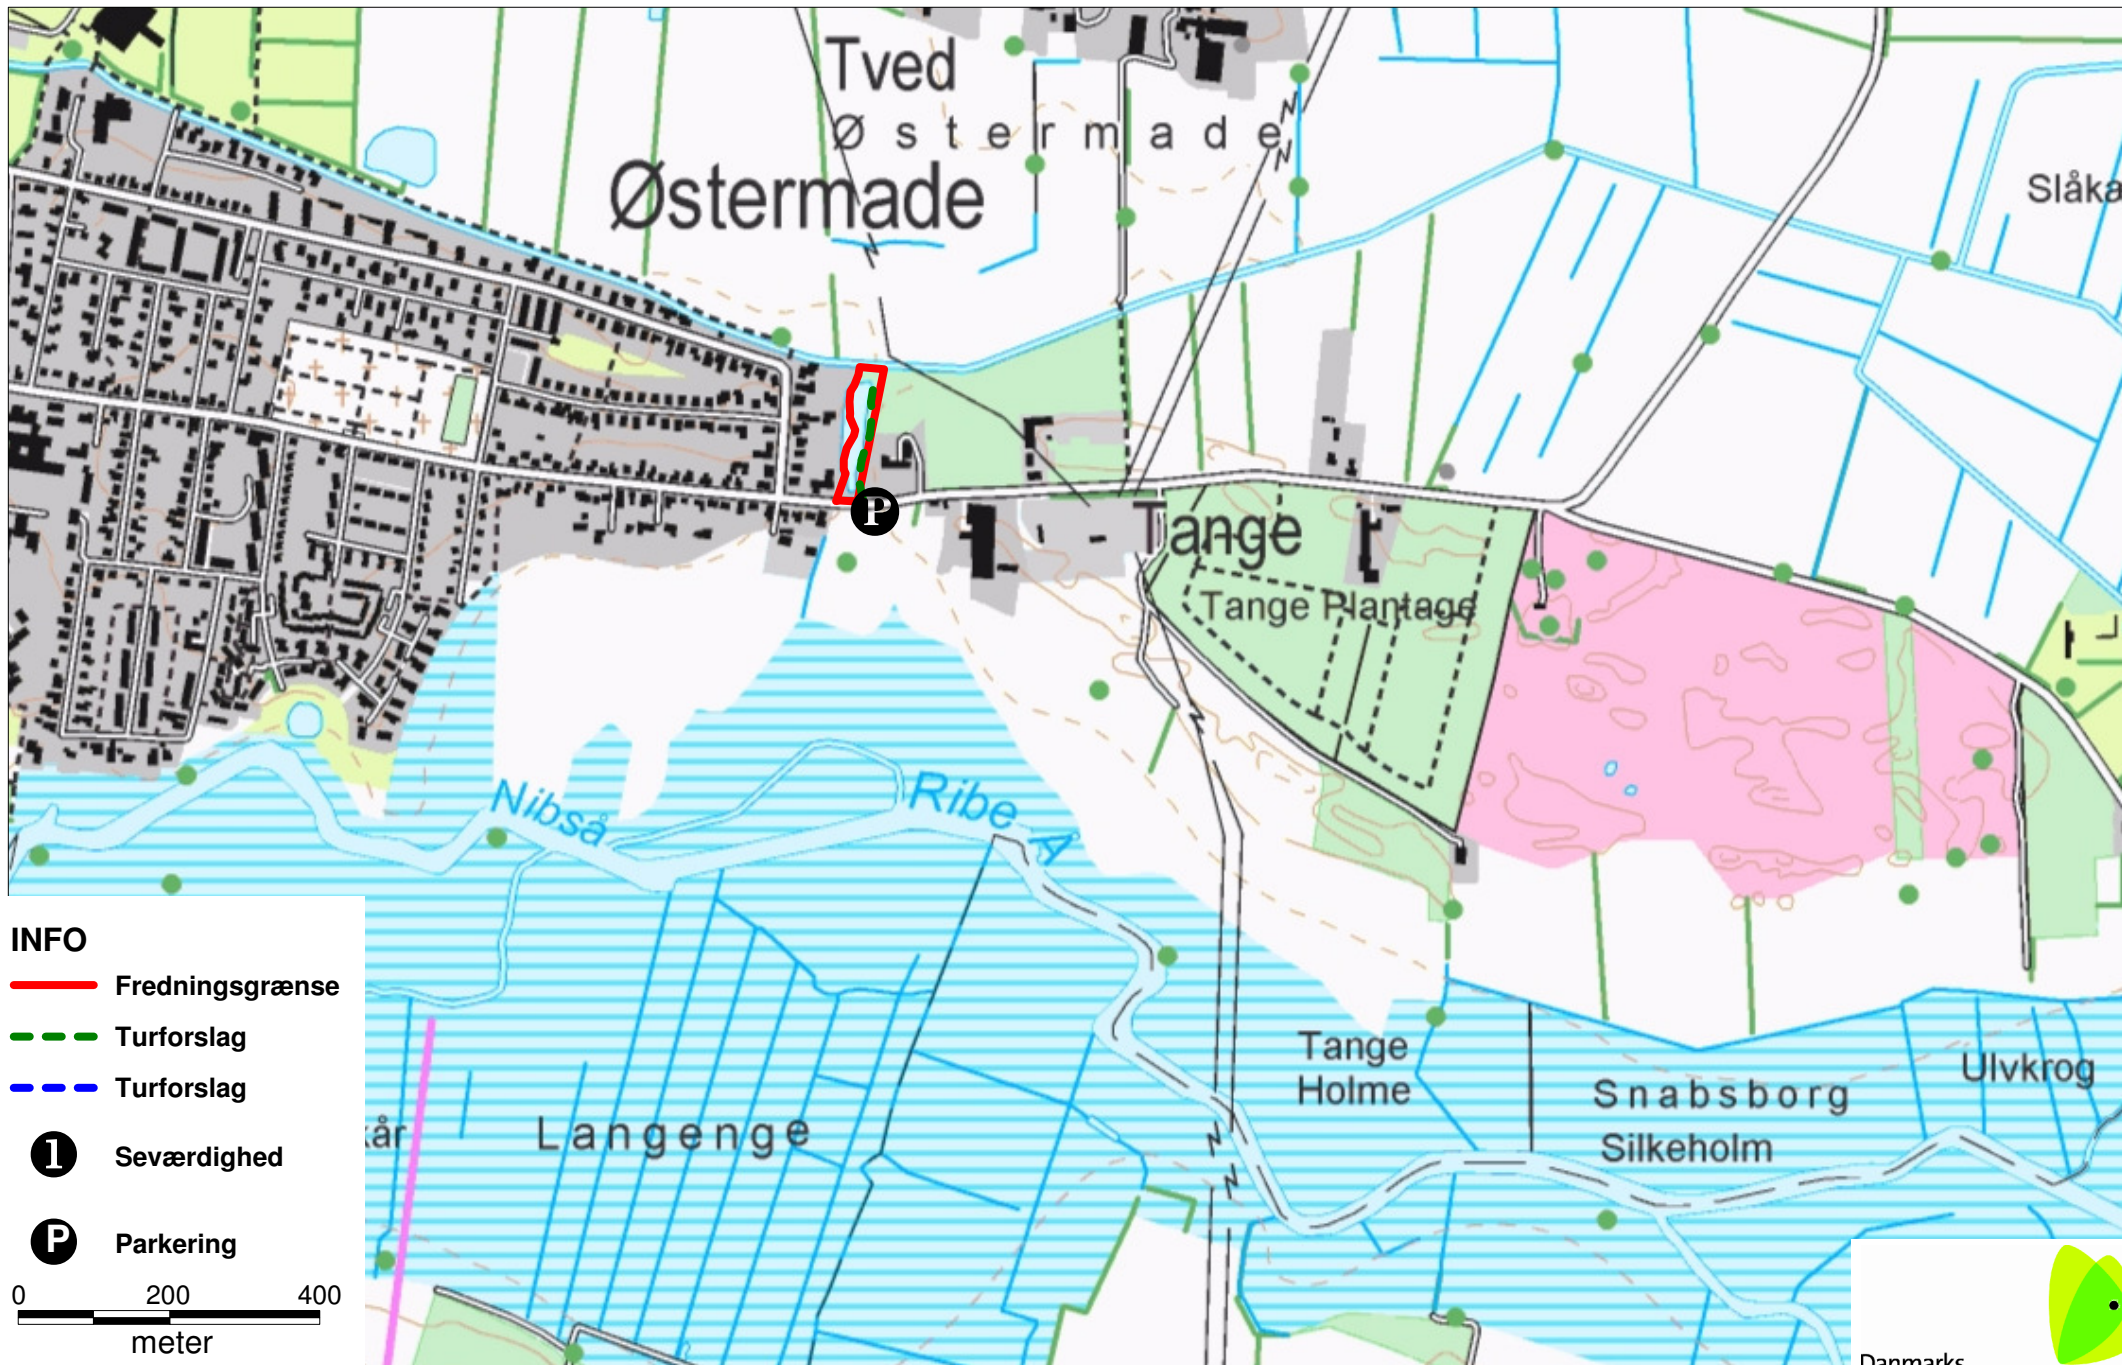 Tved
Østermade
Østermade
Slåka
Tange
Tange Plantage
Nibså
Ribe Å
Tange
Holme
Snabsborg
Silkeholm
Ulvkrog
Langenge
kår
INFO
Fredningsgrænse
Turforslag
Turforslag
1 Seværdighed
P Parkering
P
0 200 400
meter
Danmarks